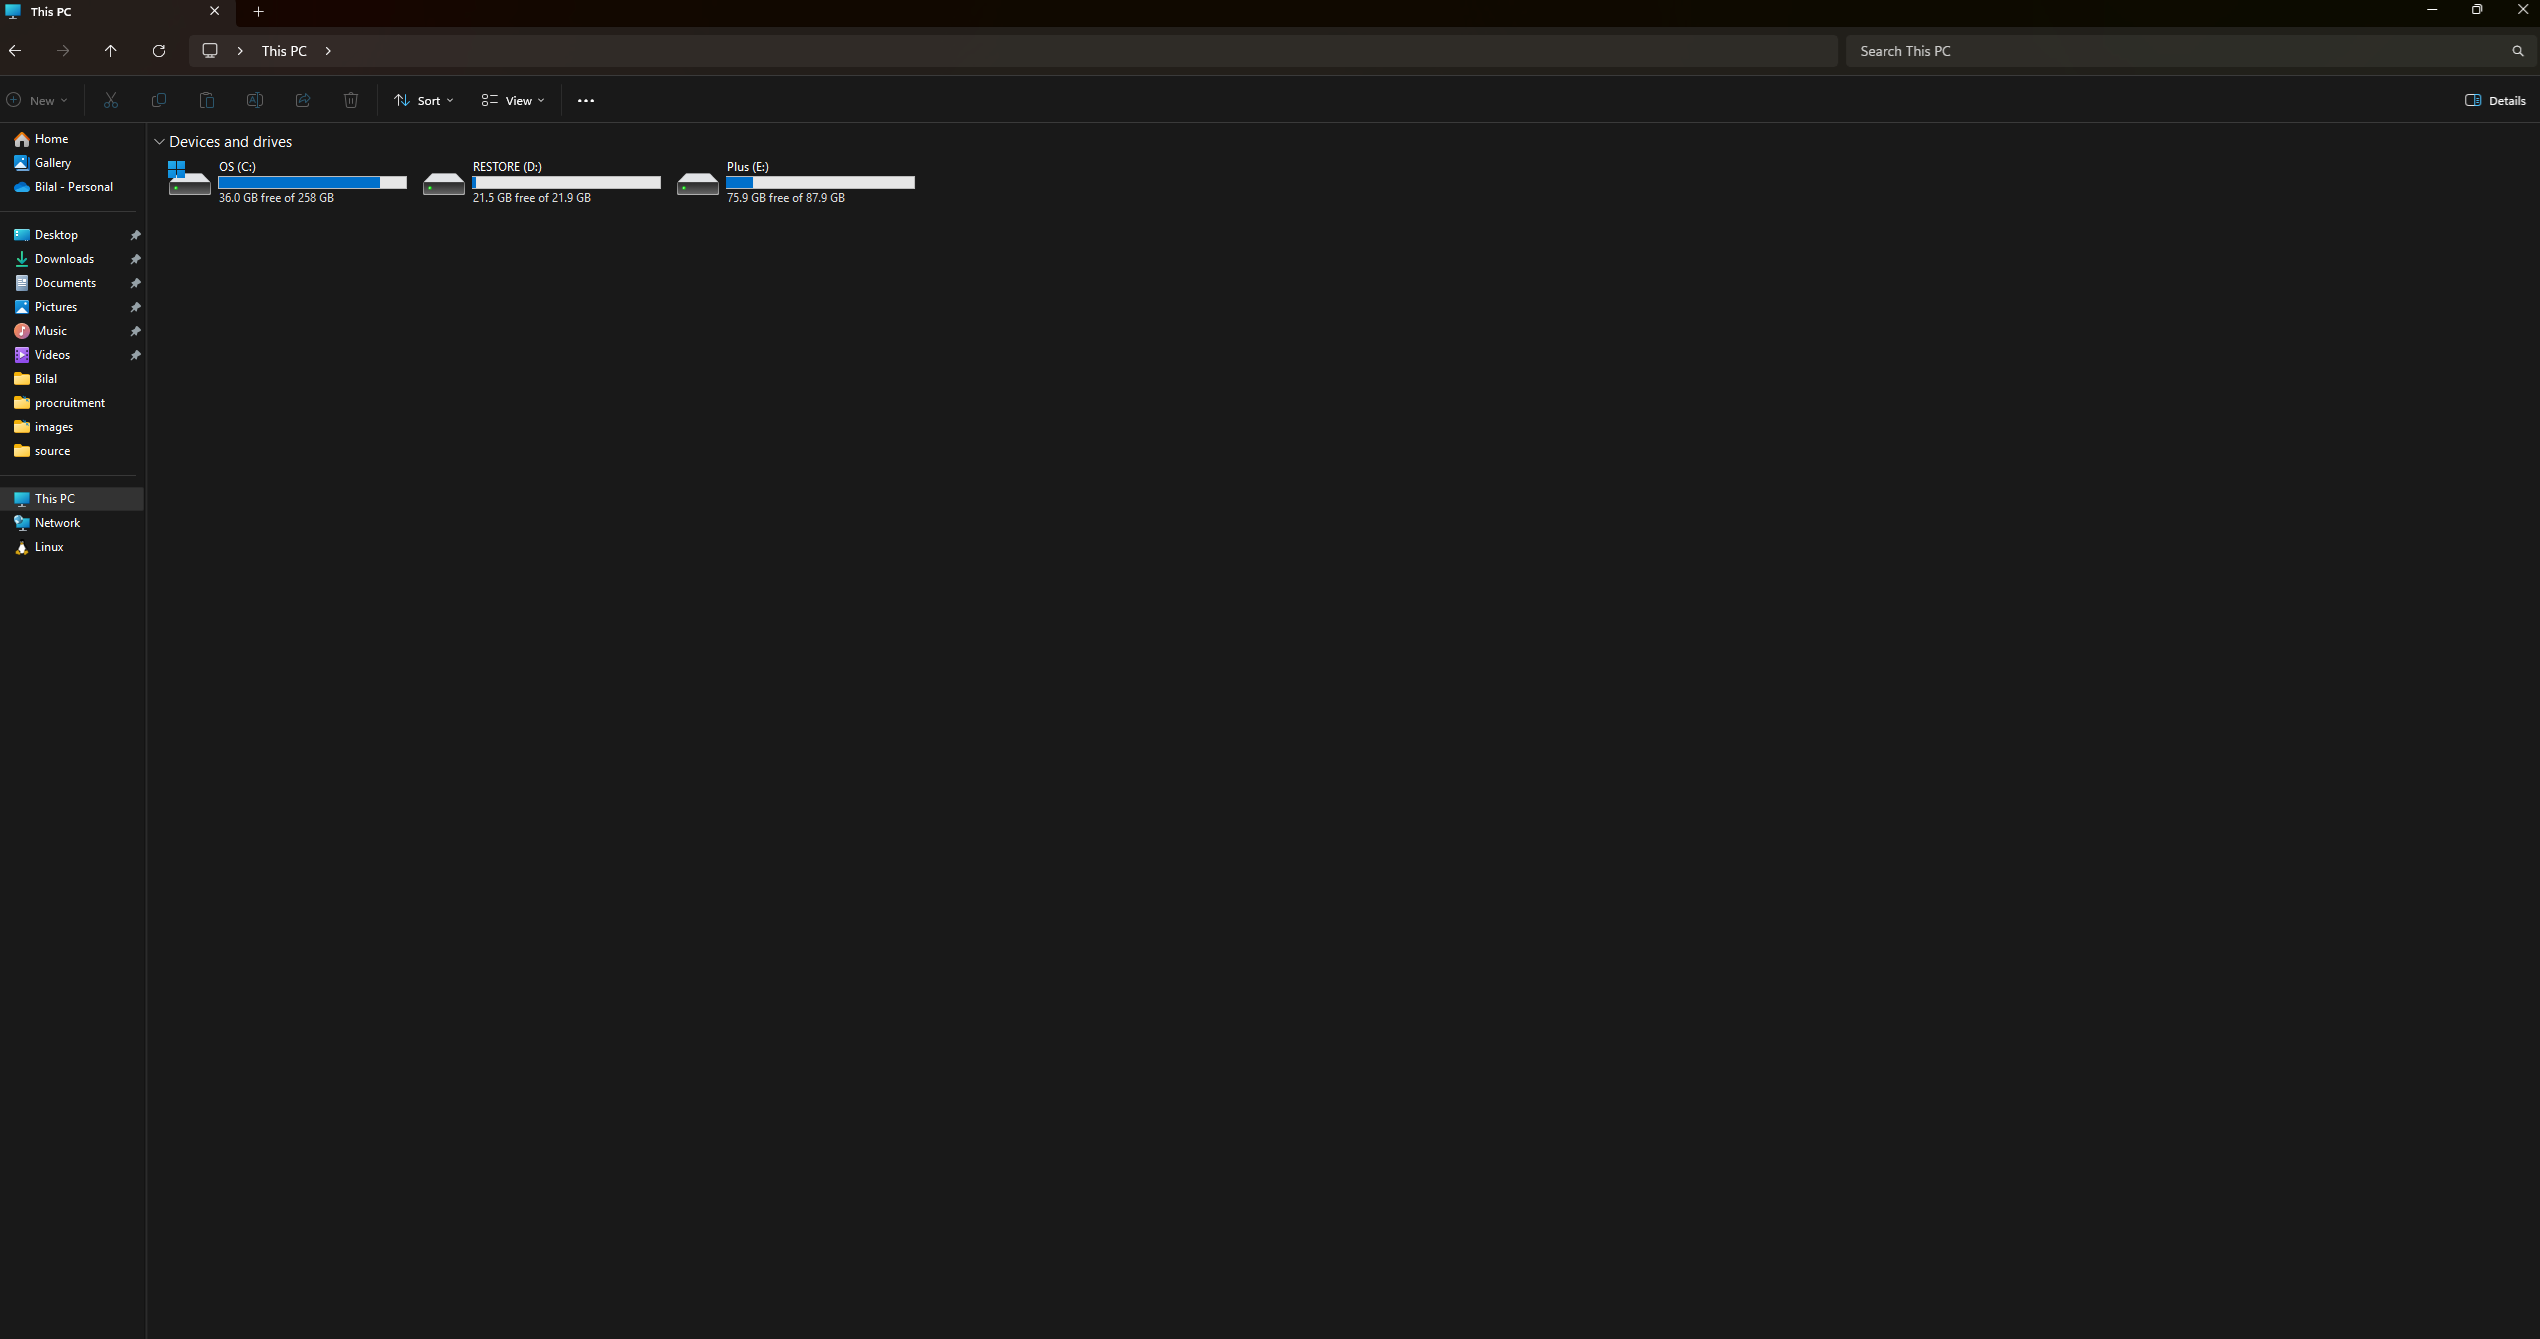 This PC
This PC
Search This PC
New
Sort
View
Details
Home
Gallery
Bilal - Personal
Desktop
Downloads
Documents
Pictures
Music
Videos
Bilal
procruitment
images
source
This PC
Network
Linux
Devices and drives
OS (C:)
36.0 GB free of 258 GB
RESTORE (D:)
21.5 GB free of 21.9 GB
Plus (E:)
75.9 GB free of 87.9 GB